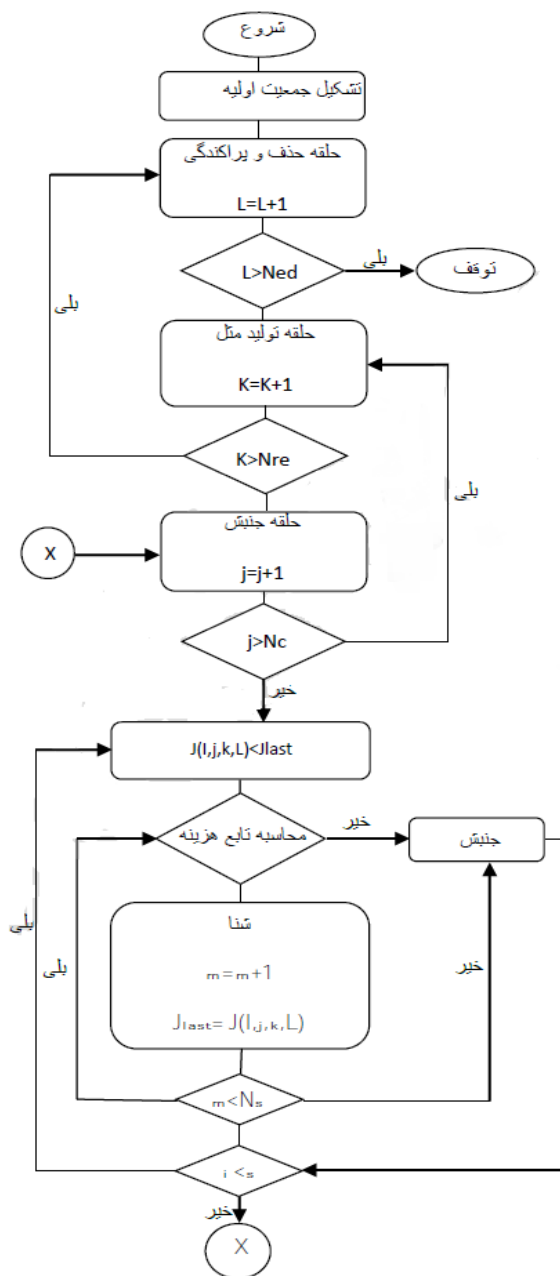 شروع
تشکیل جمعیت اولیه
حلقه حذف و پراکندگی
L=L+1
L>Ned
بلی
توقف
بلی
حلقه تولید مثل
K=K+1
K>Nre
بلی
حلقه جنبش
X
j=j+1
j>Nc
خیر
J(I,j,k,L)<Jlast
محاسبه تابع هزینه
خیر
جنبش
شنا
m=m+1
Jlast= J(I,j,k,L)
بلی
بلی
خیر
m<Ns
i <s
خیر
X